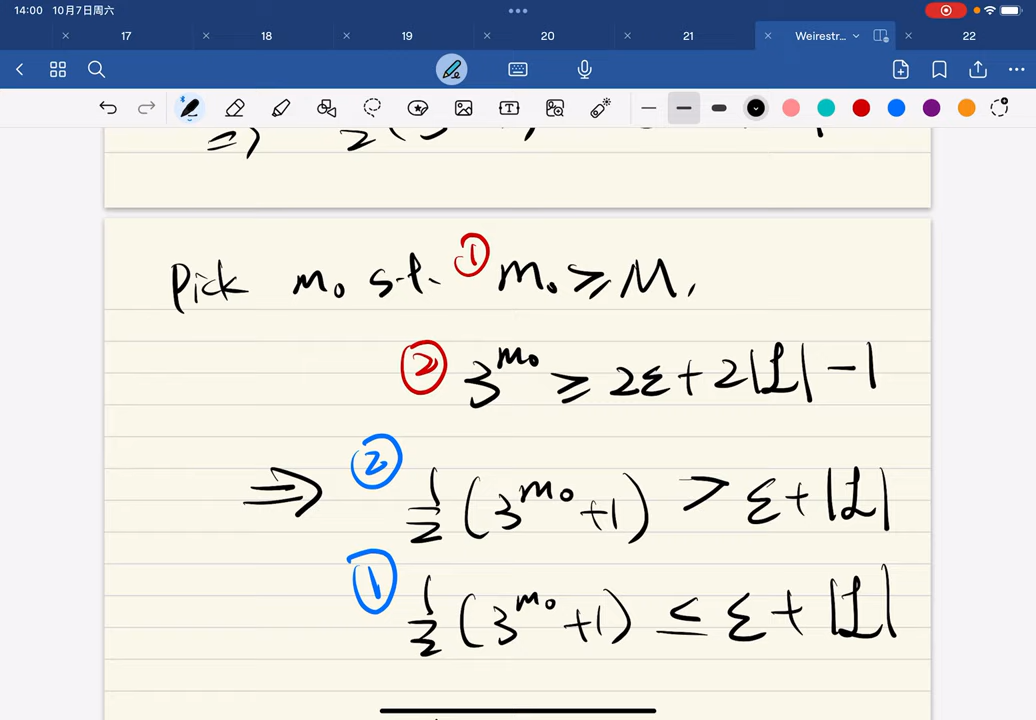 14:00 10月7日周六
17 18 19 20 21 Weirestr... 22
Pick m₀ s.t. ① m₀ ≥ M,
② 3^m₀ ≥ 2ε + 2|L| - 1
⇒ ② 1/2 (3^m₀ + 1) > ε + |L|
① 1/2 (3^m₀ + 1) ≤ ε + |L|